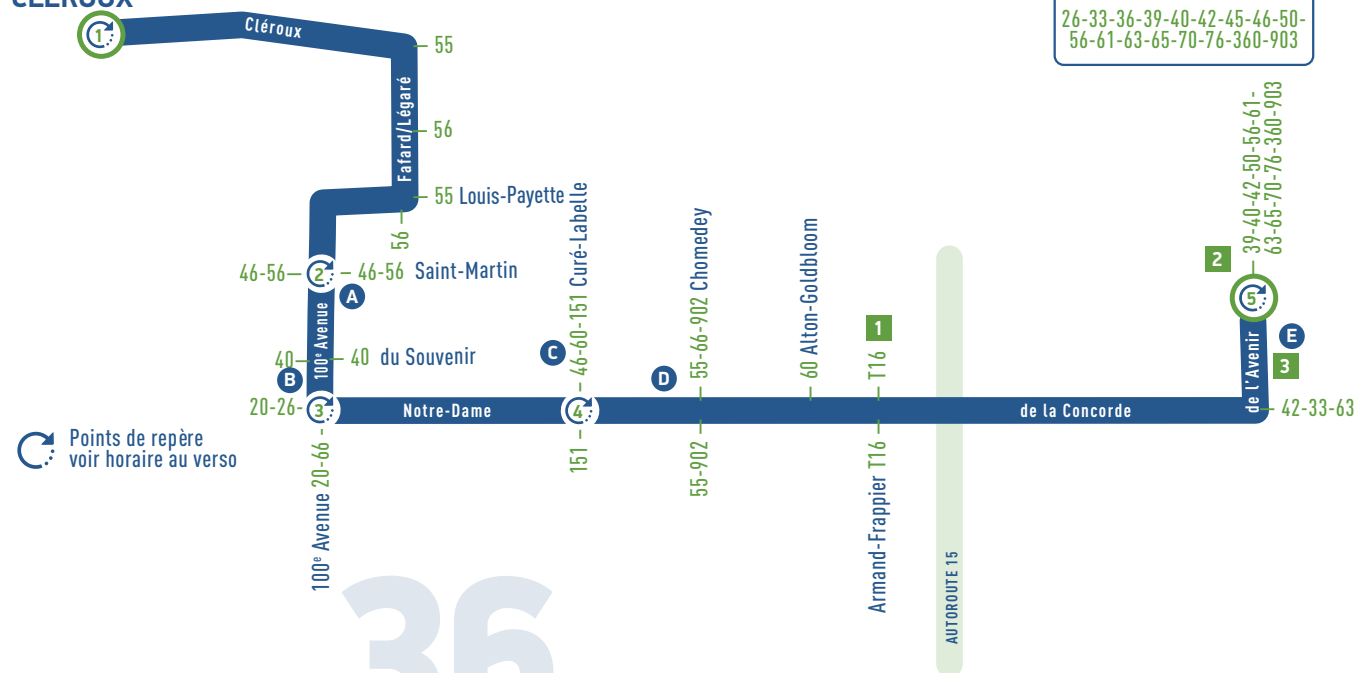 CLÉROUX
1
Cléroux
55
Fafard/Légaré
56
55 Louis-Payette
56
26-33-36-39-40-42-45-46-50-
56-61-63-65-70-76-360-903
46-56
2
46-56 Saint-Martin
A
100e Avenue
40
40 du Souvenir
B
20-26
3
Notre-Dame
100e Avenue 20-66
C
46-60-151 Curé-Labelle
4
151
D
55-66-902 Chomedey
55-902
60 Alton-Goldbloom
1
T16
Armand-Frappier T16
AUTOROUTE 15
de la Concorde
39-40-42-50-56-61-
63-65-70-76-360-903
2
5
E
3
de l'Avenir
42-33-63
Points de repère
voir horaire au verso
36